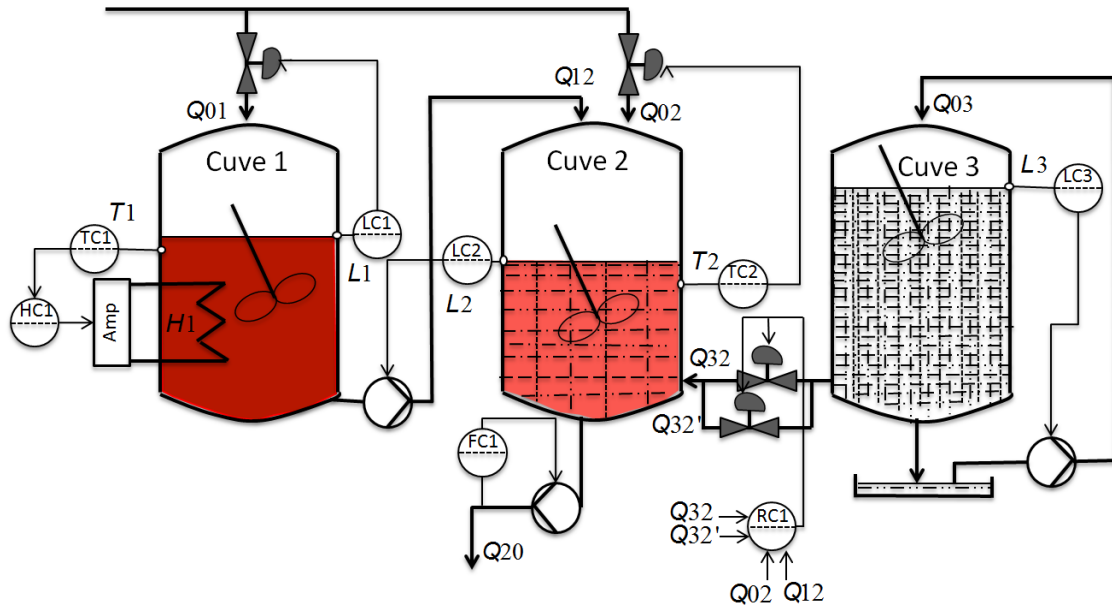 Q12
Q01
Q02
Q03
Cuve 1
Cuve 2
Cuve 3
L3
LC3
T1
TC1
LC1
L1
LC2
L2
T2
TC2
HC1
Amp
H1
Q32
Q32'
FC1
Q32
Q32'
RC1
Q20
Q02
Q12